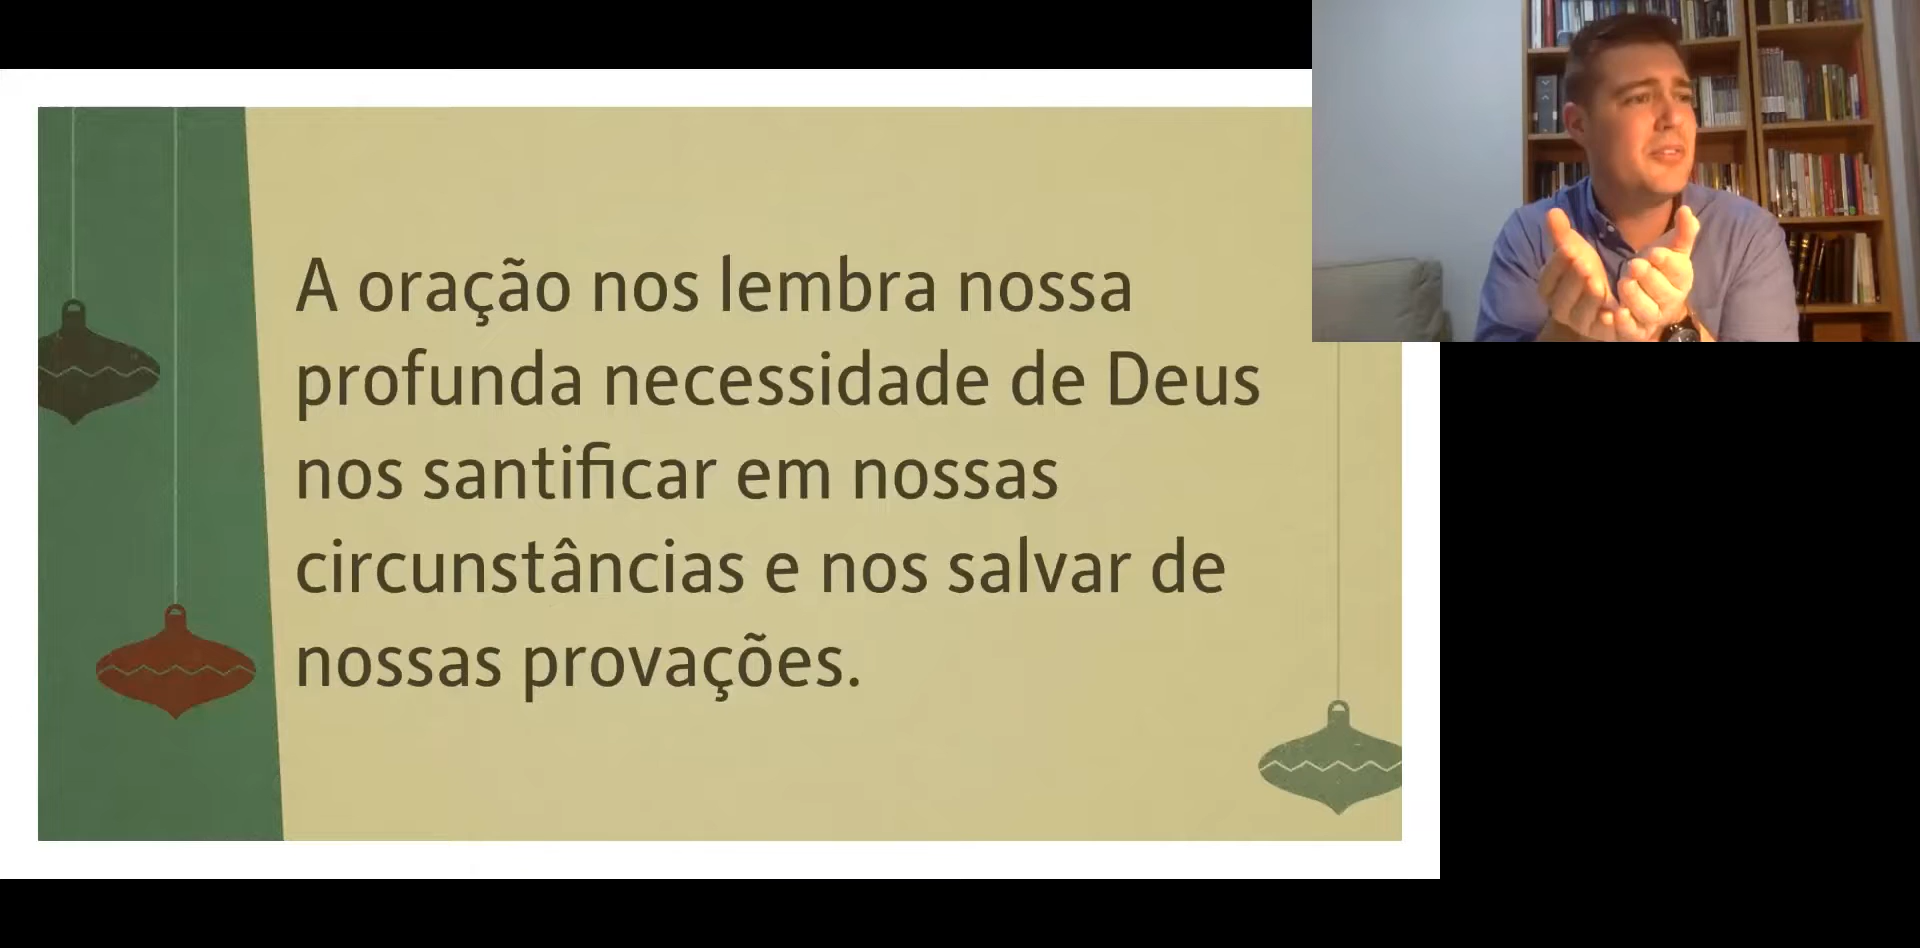 A oração nos lembra nossa
profunda necessidade de Deus
nos santificar em nossas
circunstâncias e nos salvar de
nossas provações.